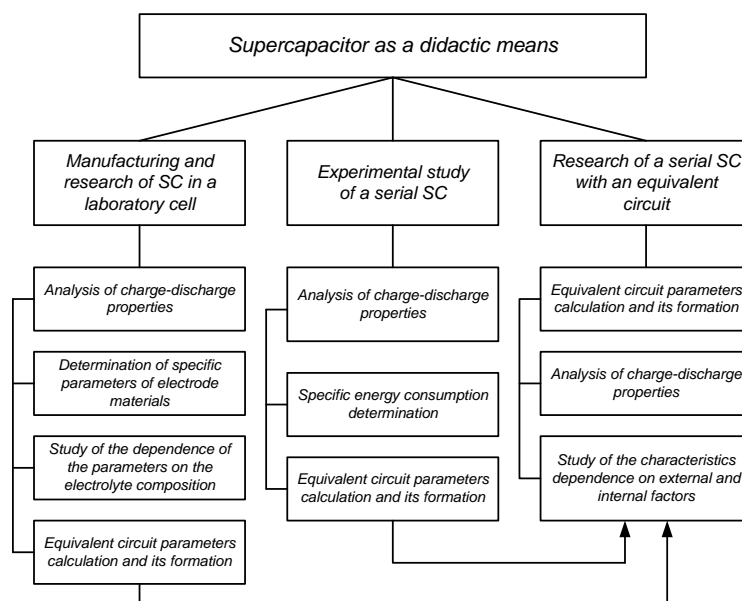 Supercapacitor as a didactic means
Manufacturing and
research of SC in a
laboratory cell
Experimental study
of a serial SC
Research of a serial SC
with an equivalent
circuit
Analysis of charge-discharge
properties
Determination of specific
parameters of electrode
materials
Study of the dependence of
the parameters on the
electrolyte composition
Equivalent circuit parameters
calculation and its formation
Analysis of charge-discharge
properties
Specific energy consumption
determination
Equivalent circuit parameters
calculation and its formation
Equivalent circuit parameters
calculation and its formation
Analysis of charge-discharge
properties
Study of the characteristics
dependence on external and
internal factors